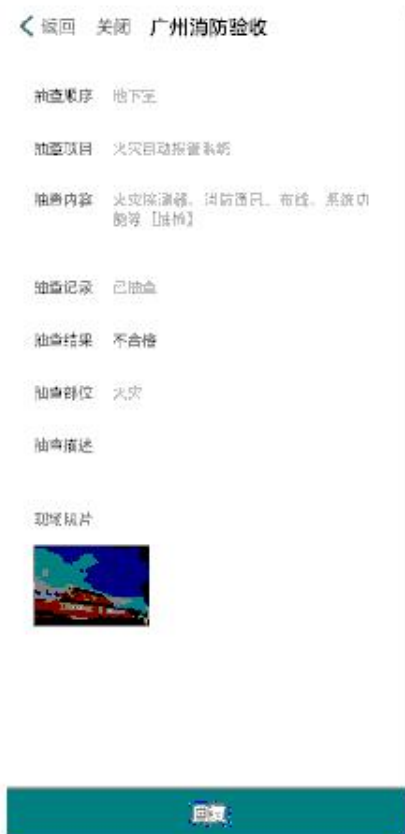 返回 关闭 广州消防验收
抽查顺序 地下室
抽查项目 火灾自动报警系统
抽查内容 火灾探测器、消防通讯、布线、系统功
能等【抽检】
抽查记录 已抽查
抽查结果 不合格
抽查部位 火灾
抽查描述
现场照片
回复